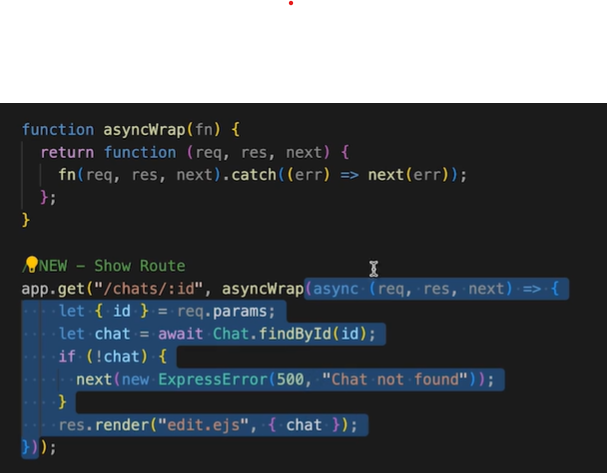 function asyncWrap(fn) {
return function (req, res, next) {
fn(req, res, next).catch((err) => next(err));
};
}
NEW - Show Route
app.get("/chats/:id", asyncWrap(async (req, res, next) => {
let { id } = req.params;
let chat = await Chat.findById(id);
if (!chat) {
next(new ExpressError(500, "Chat not found"));
}
res.render("edit.ejs", { chat });
}));